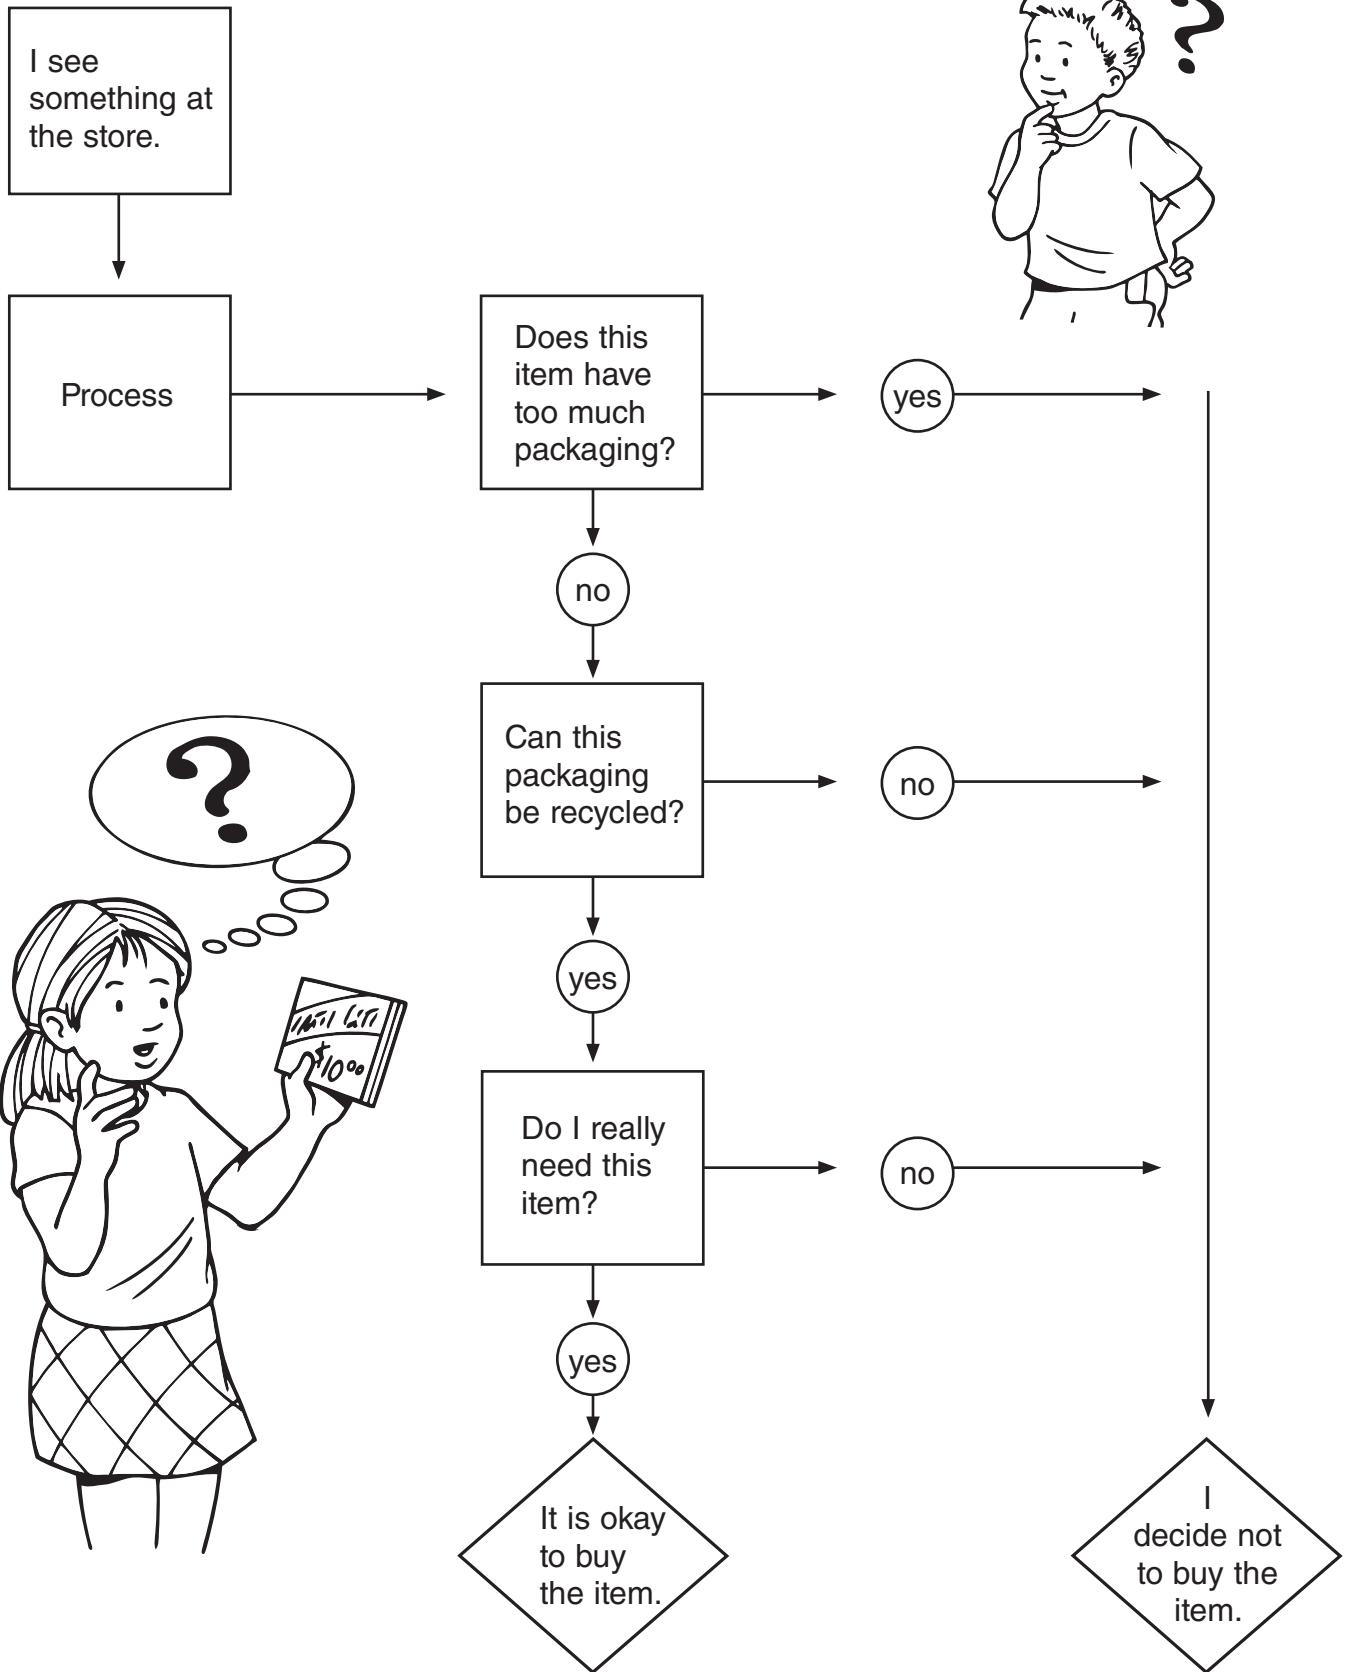 I see
something at
the store.
?
Process
Does this
item have
too much
packaging?
yes
no
Can this
packaging
be recycled?
no
yes
?
$10.00
Do I really
need this
item?
no
yes
It is okay
to buy
the item.
I
decide not
to buy the
item.